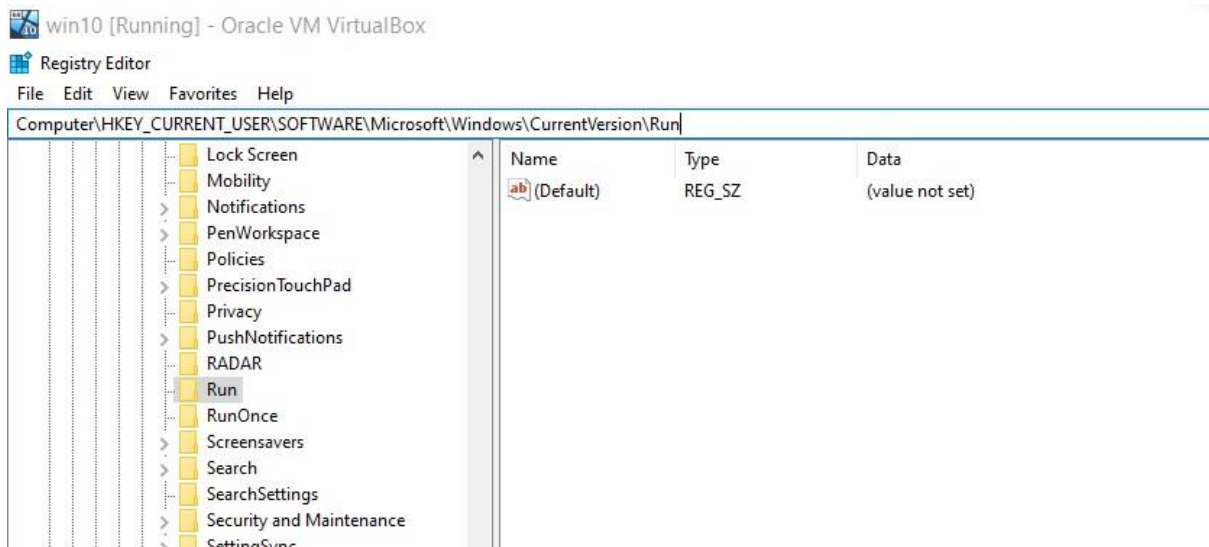 win10 [Running] - Oracle VM VirtualBox
Registry Editor
File Edit View Favorites Help
Computer\HKEY_CURRENT_USER\SOFTWARE\Microsoft\Windows\CurrentVersion\Run
Lock Screen
Mobility
Notifications
PenWorkspace
Policies
PrecisionTouchPad
Privacy
PushNotifications
RADAR
Run
RunOnce
Screensavers
Search
SearchSettings
Security and Maintenance
SettingSync
Name Type Data
ab (Default) REG_SZ (value not set)